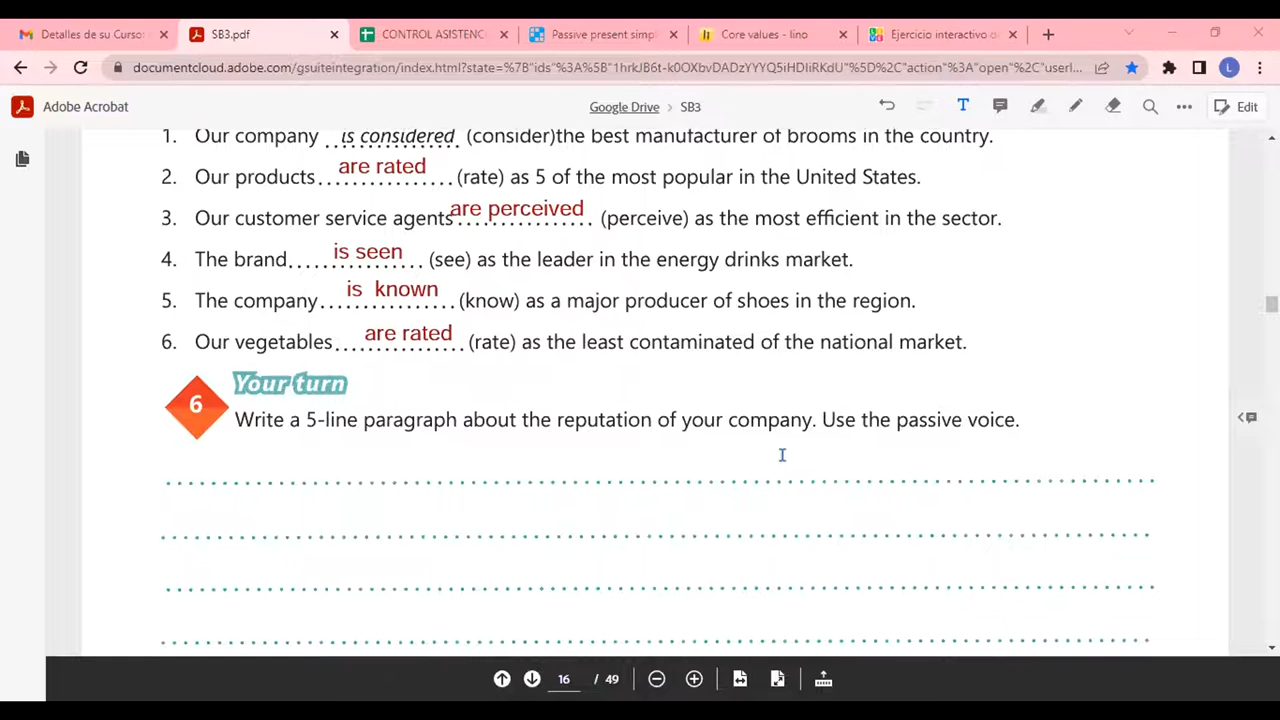 Detalles de su Curso
SB3.pdf
CONTROL ASISTENC
Passive present simpl
Core values - lino
Ejercicio interactivo d
documentcloud.adobe.com/gsuiteintegration/index.html?state=%7B"ids"%3A%5B"1hrkJB6t-k0OXbvDADzYYYQ5iHDIiRKdU"%5D%2C"action"%3A"open"%2C"userI...
L
Adobe Acrobat
Google Drive > SB3
T
Edit
1. Our company is considered (consider)the best manufacturer of brooms in the country.
2. Our products are rated (rate) as 5 of the most popular in the United States.
3. Our customer service agents are perceived (perceive) as the most efficient in the sector.
4. The brand is seen (see) as the leader in the energy drinks market.
5. The company is known (know) as a major producer of shoes in the region.
6. Our vegetables are rated (rate) as the least contaminated of the national market.
Your turn
6
Write a 5-line paragraph about the reputation of your company. Use the passive voice.
16 / 49